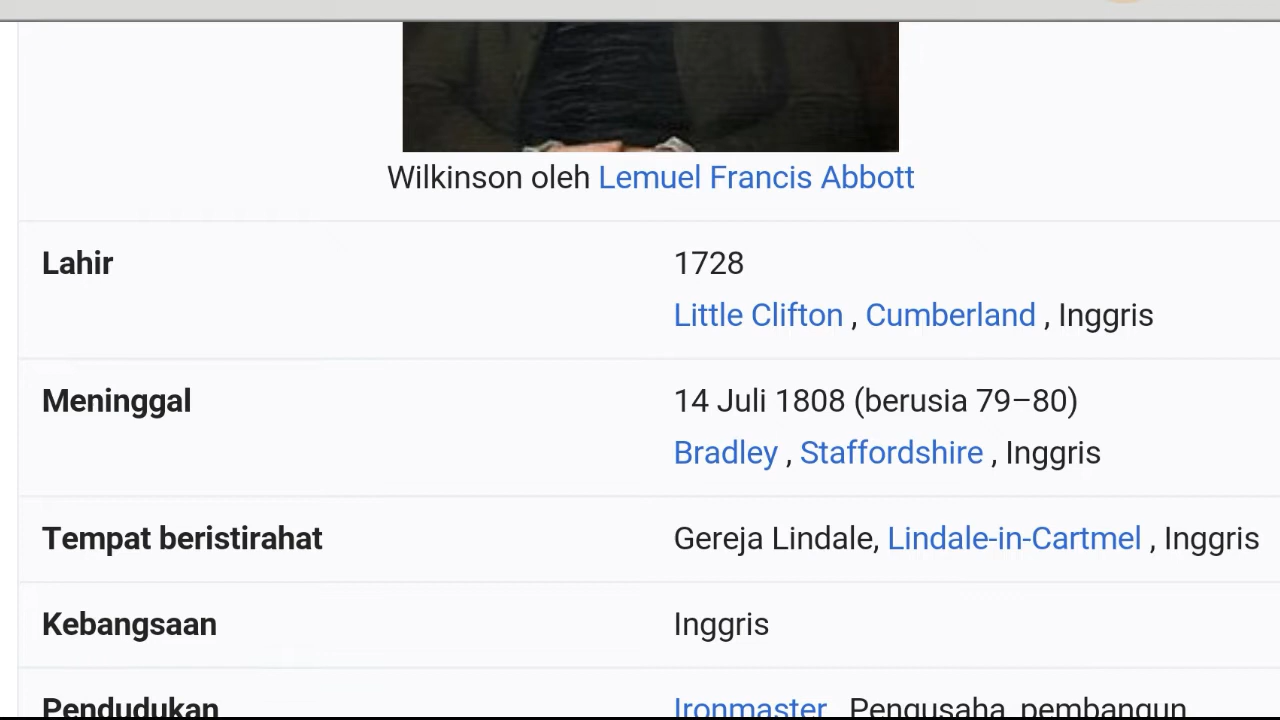 Wilkinson oleh Lemuel Francis Abbott
Lahir 1728
Little Clifton , Cumberland , Inggris
Meninggal 14 Juli 1808 (berusia 79–80)
Bradley , Staffordshire , Inggris
Tempat beristirahat Gereja Lindale, Lindale-in-Cartmel , Inggris
Kebangsaan Inggris
Pendudukan Ironmaster Pengusaha pembangun